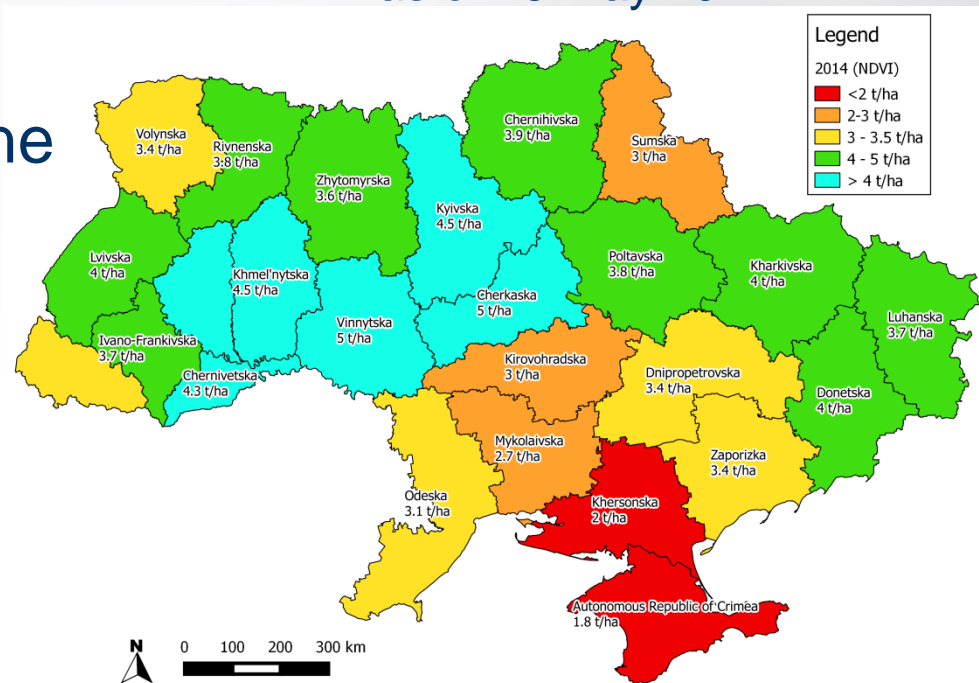 ne
Legend
2014 (NDVI)
<2 t/ha
2-3 t/ha
3 - 3.5 t/ha
4 - 5 t/ha
> 4 t/ha
Volynska
3.4 t/ha
Rivnenska
3.8 t/ha
Zhytomyrska
3.6 t/ha
Chernihivska
3.9 t/ha
Sumska
3 t/ha
Kyivska
4.5 t/ha
Lvivska
4 t/ha
Khmel'nytska
4.5 t/ha
Poltavska
3.8 t/ha
Kharkivska
4 t/ha
Cherkaska
5 t/ha
Vinnytska
5 t/ha
Luhanska
3.7 t/ha
Ivano-Frankivska
3.7 t/ha
Chernivetska
4.3 t/ha
Kirovohradska
3 t/ha
Dnipropetrovska
3.4 t/ha
Donetska
4 t/ha
Mykolaivska
2.7 t/ha
Zaporizka
3.4 t/ha
Odeska
3.1 t/ha
Khersonska
2 t/ha
Autonomous Republic of Crimea
1.8 t/ha
N
0 100 200 300 km